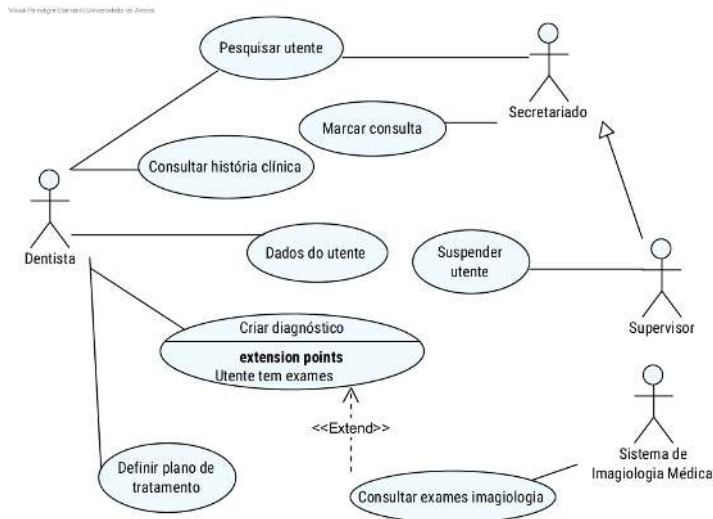 Pesquisar utente
Secretariado
Marcar consulta
Consultar história clínica
Dentista
Dados do utente
Suspender
utente
Supervisor
Criar diagnóstico
extension points
Utente tem exames
<<Extend>>
Sistema de
Imagiologia Médica
Definir plano de
tratamento
Consultar exames imagiologia